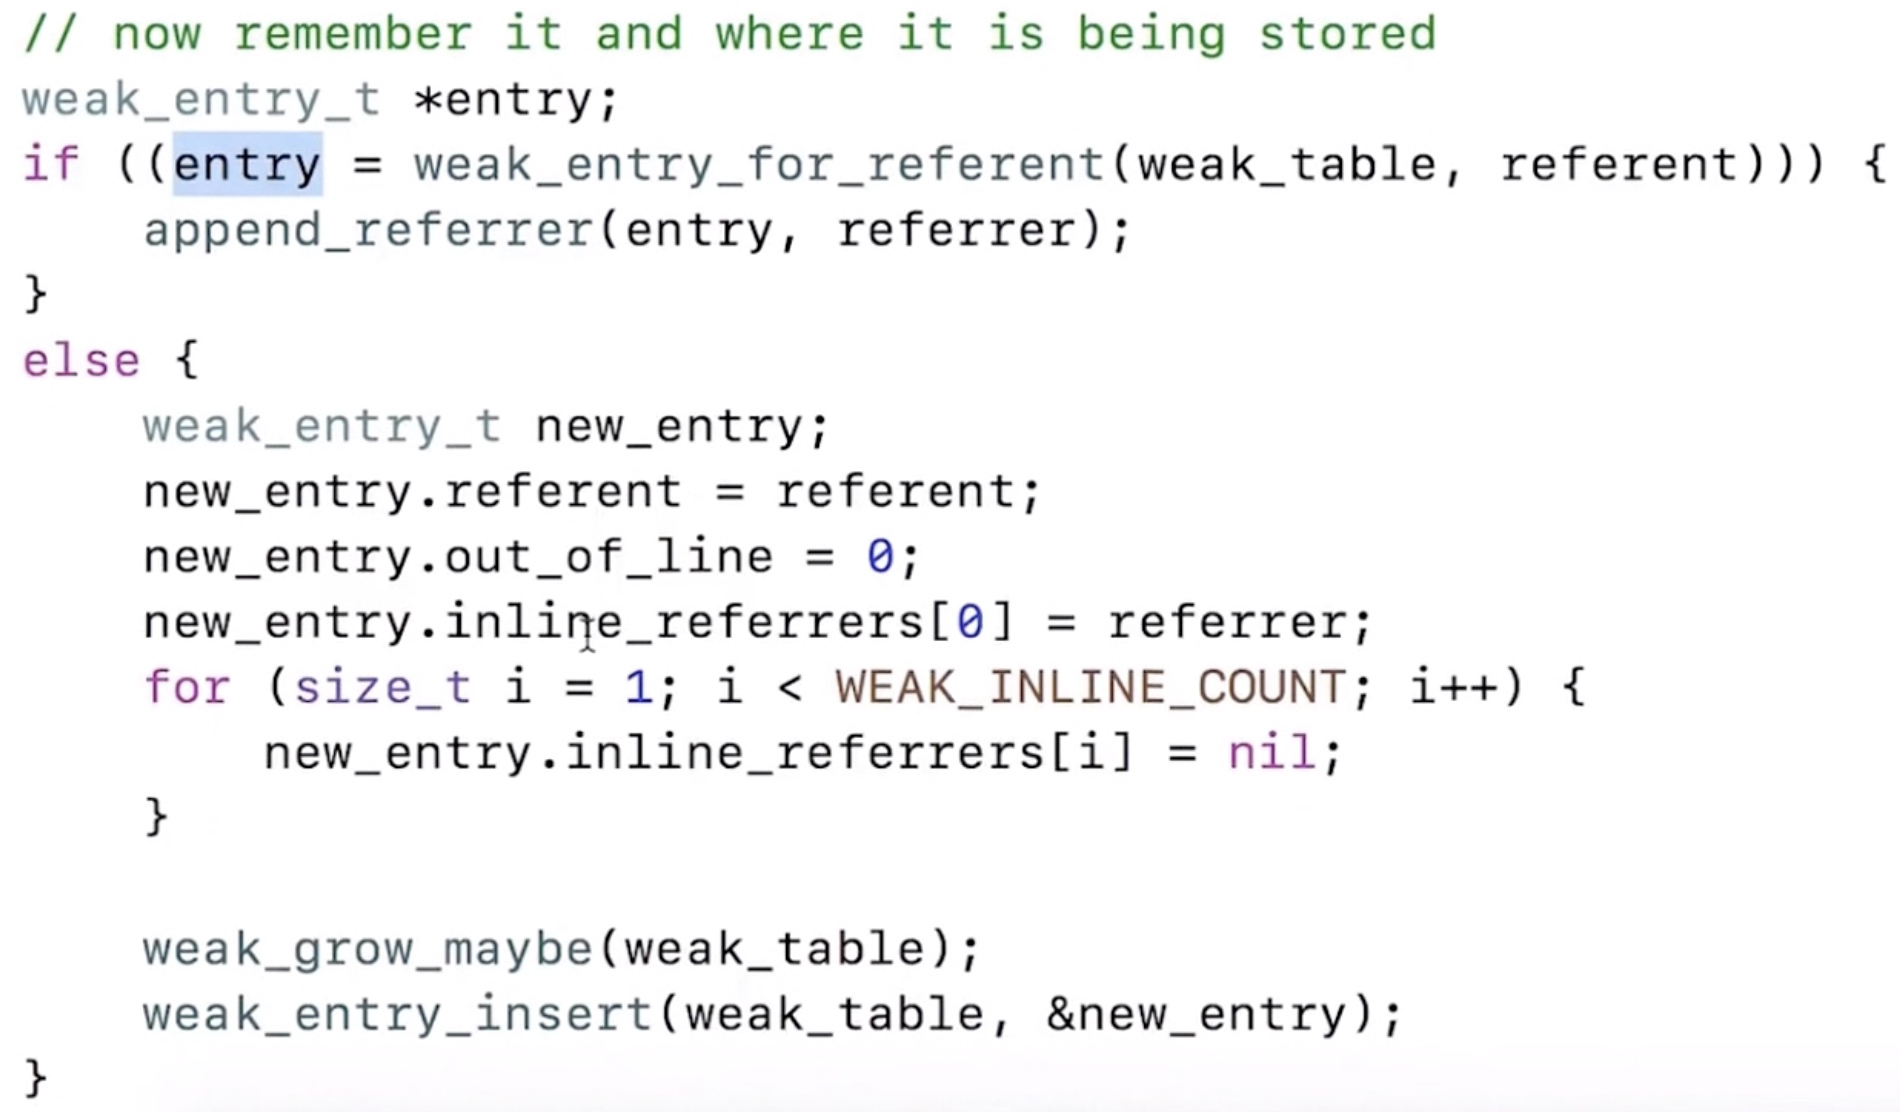 // now remember it and where it is being stored
weak_entry_t *entry;
if ((entry = weak_entry_for_referent(weak_table, referent))) {
    append_referrer(entry, referrer);
}
else {
    weak_entry_t new_entry;
    new_entry.referent = referent;
    new_entry.out_of_line = 0;
    new_entry.inline_referrers[0] = referrer;
    for (size_t i = 1; i < WEAK_INLINE_COUNT; i++) {
        new_entry.inline_referrers[i] = nil;
    }

    weak_grow_maybe(weak_table);
    weak_entry_insert(weak_table, &new_entry);
}